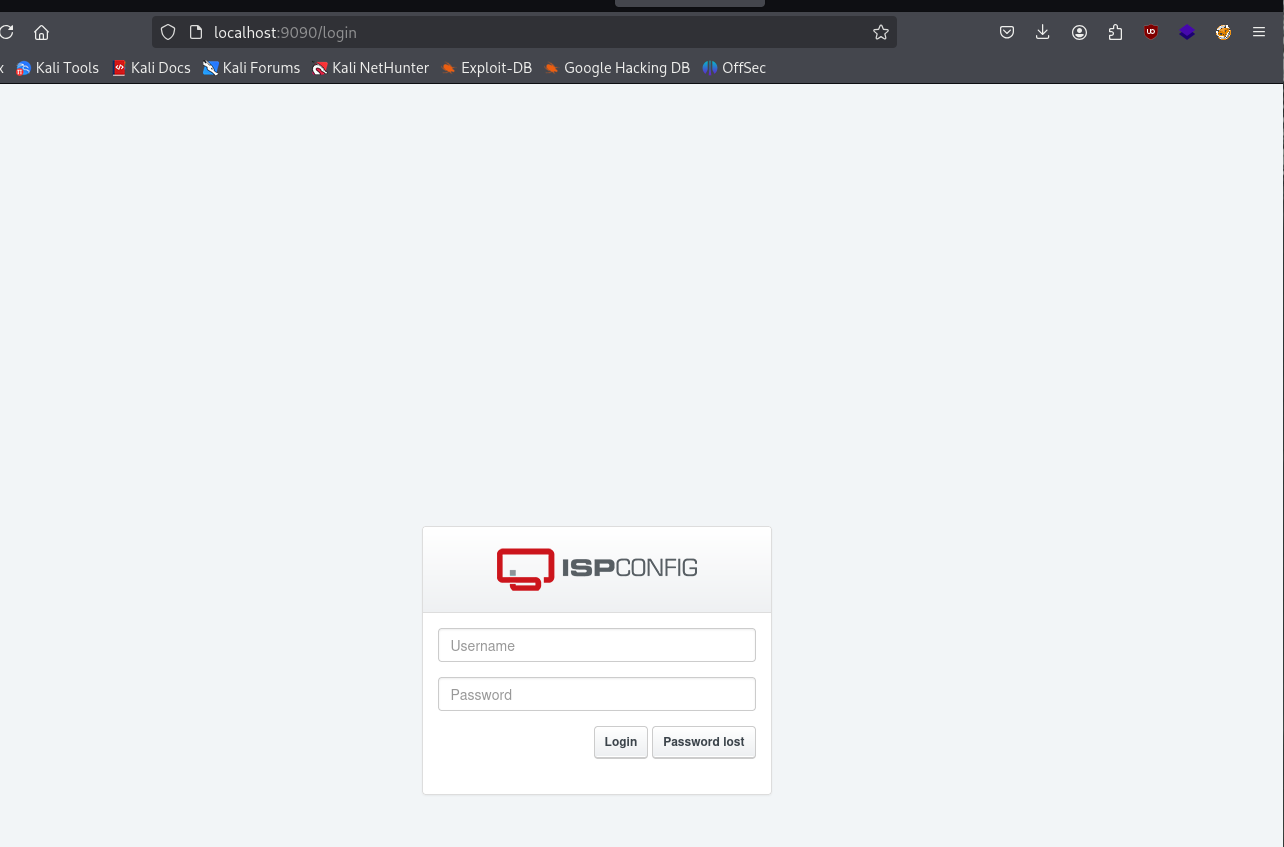 localhost:9090/login
Kali Tools Kali Docs Kali Forums Kali NetHunter Exploit-DB Google Hacking DB OffSec
ISPCONFIG
Username
Password
Login Password lost